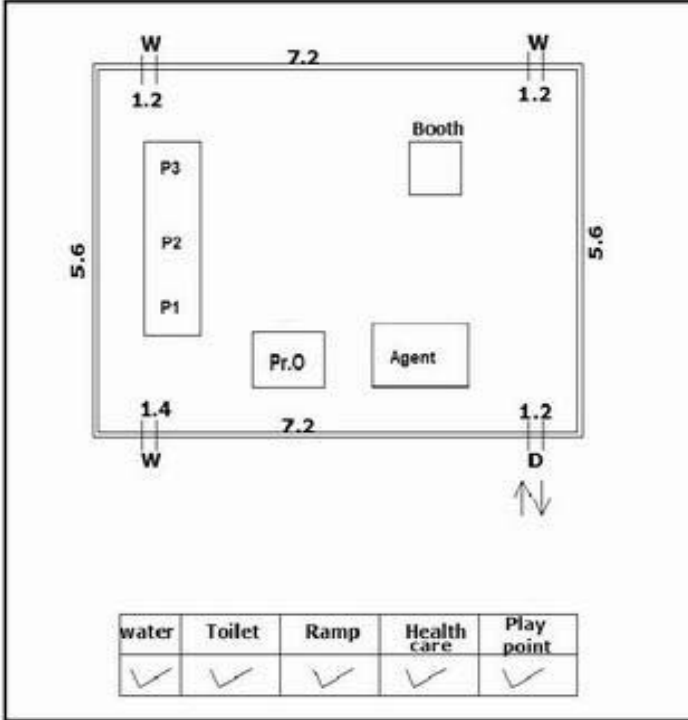 W
7.2
W
1.2
1.2
Booth
P3
P2
P1
5.6
5.6
Pr.O
Agent
1.4
7.2
1.2
W
D
water Toilet Ramp Health care Play point